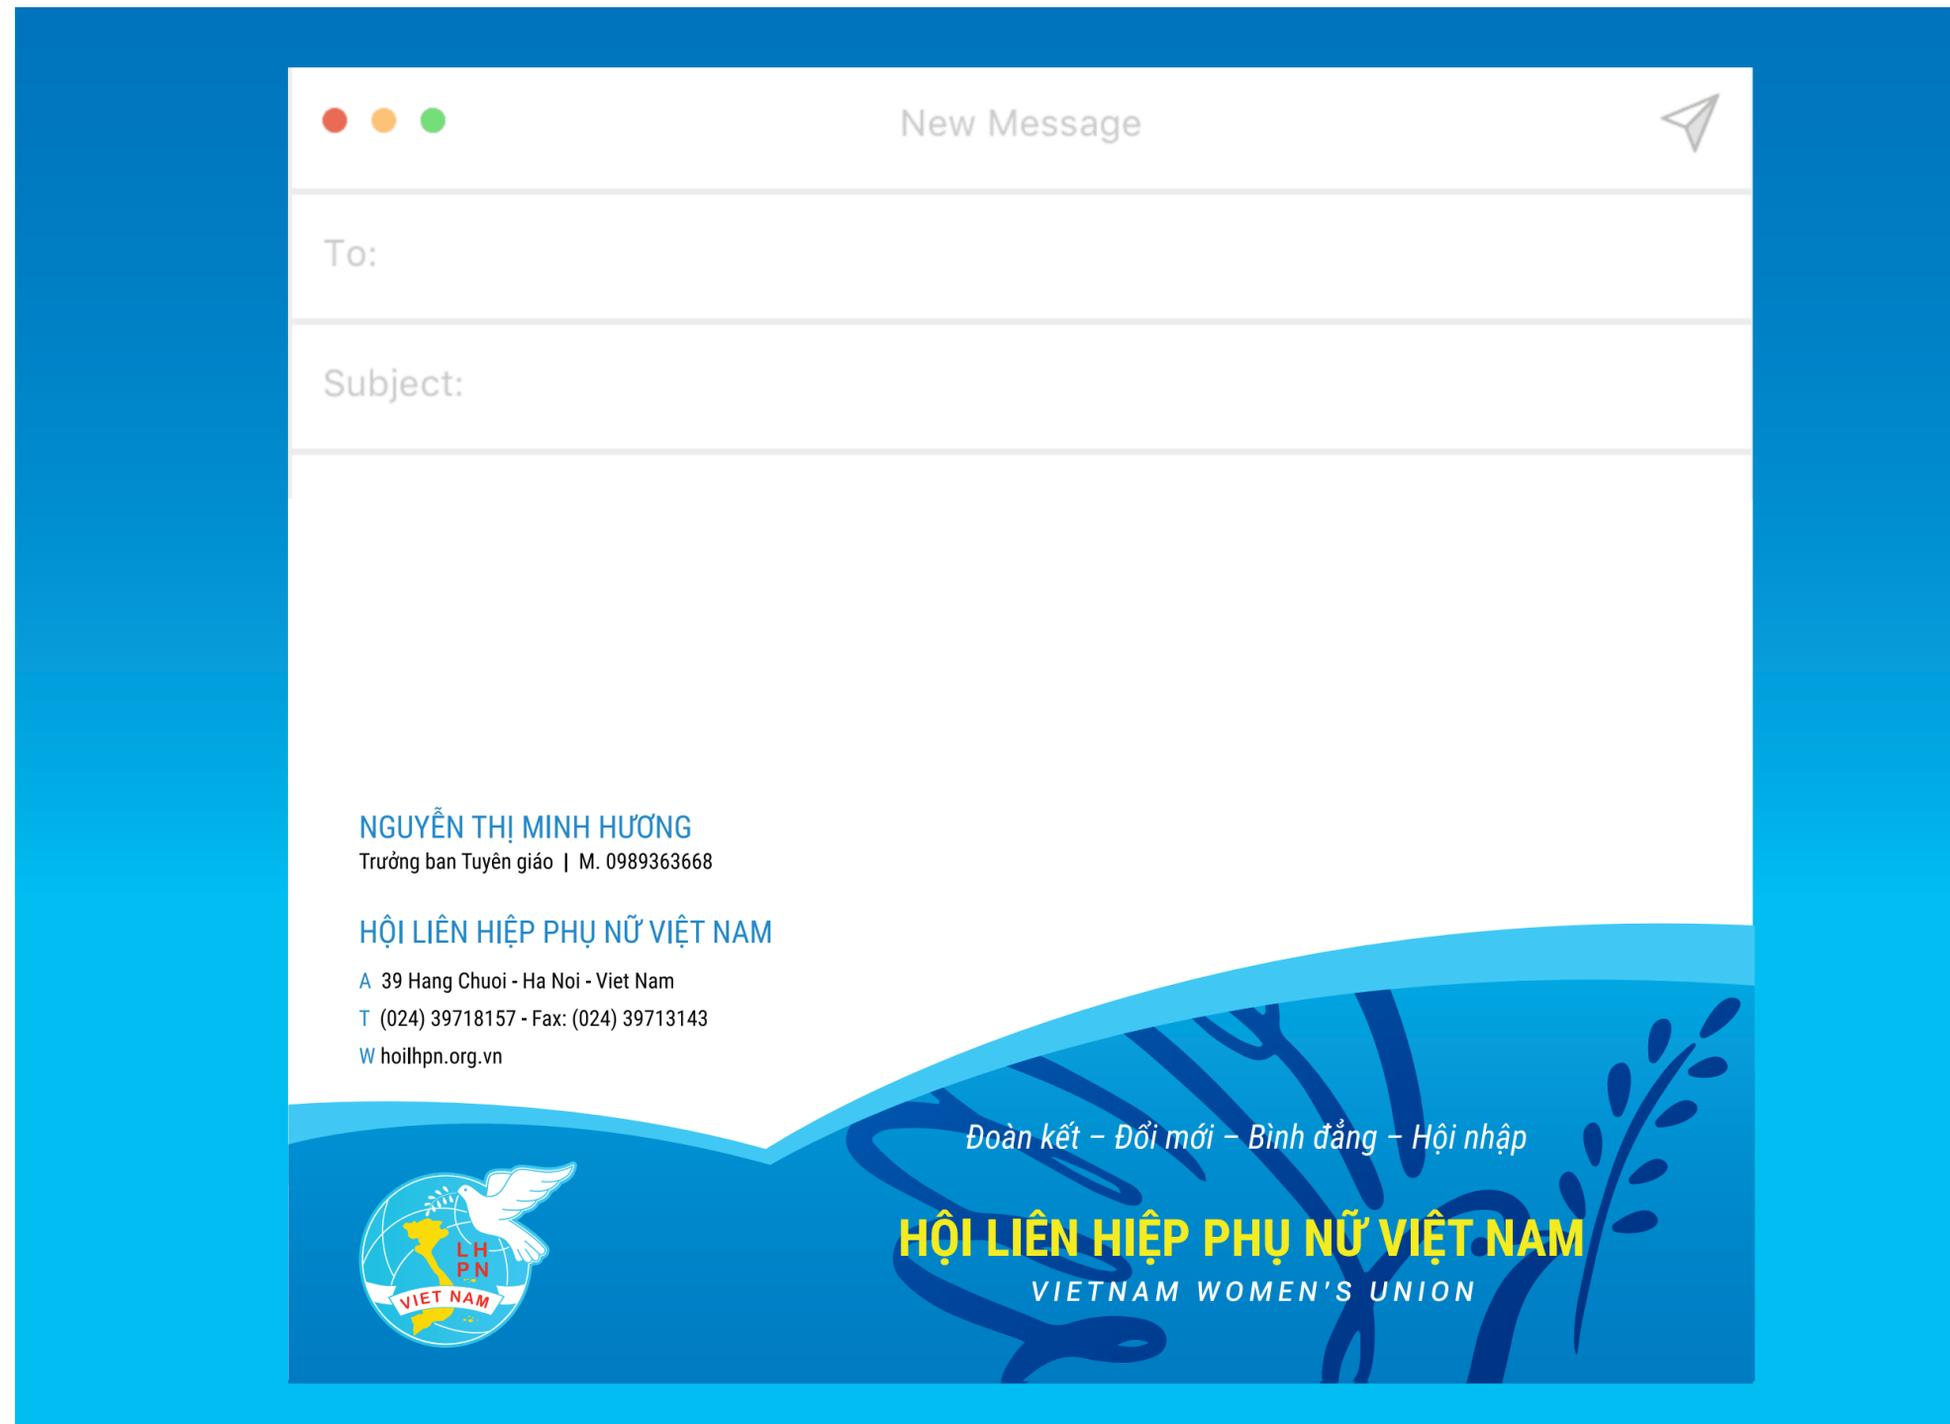 New Message
To:
Subject:
NGUYỄN THỊ MINH HƯƠNG
Trưởng ban Tuyên giáo | M. 0989363668
HỘI LIÊN HIỆP PHỤ NỮ VIỆT NAM
A 39 Hang Chuoi - Ha Noi - Viet Nam
T (024) 39718157 - Fax: (024) 39713143
W hoilhpn.org.vn
Đoàn kết – Đổi mới – Bình đẳng – Hội nhập
HỘI LIÊN HIỆP PHỤ NỮ VIỆT NAM
VIETNAM WOMEN'S UNION
LH
PN
VIET NAM